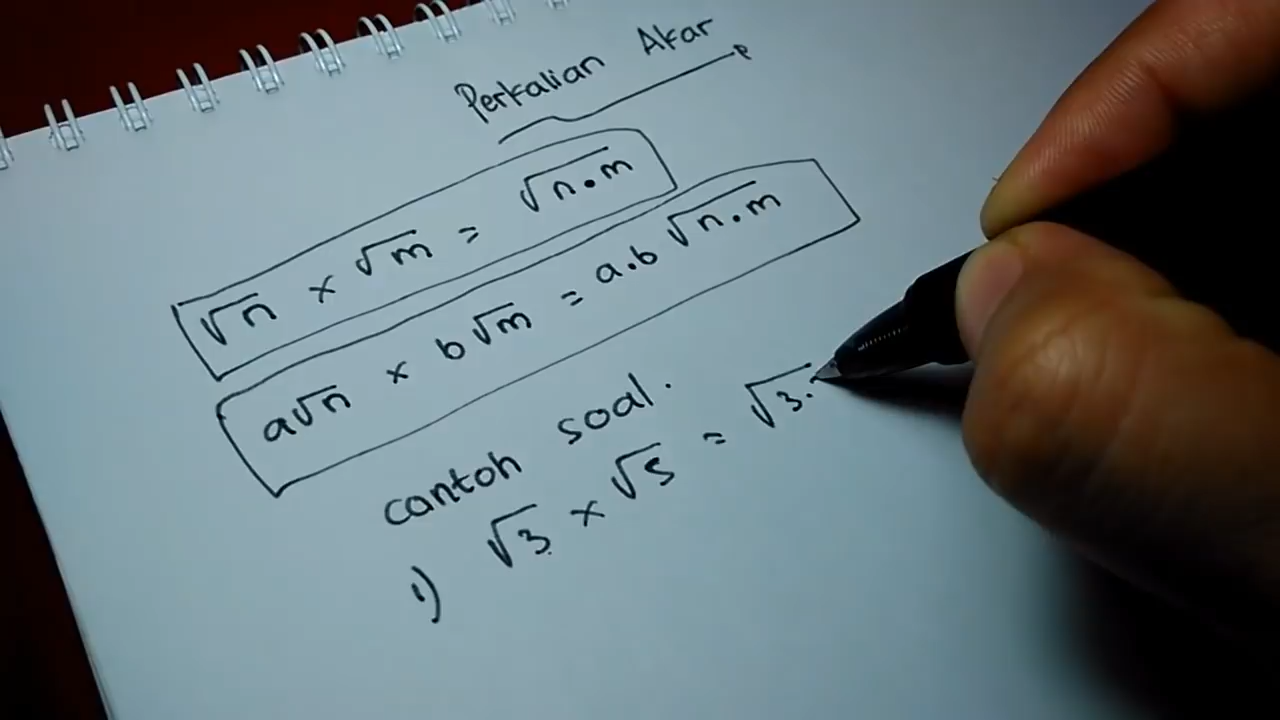 Perkalian Akar
√n × √m = √n.m
a√n × b√m = a.b √n.m
contoh soal.
1) √3 × √5 = √3.